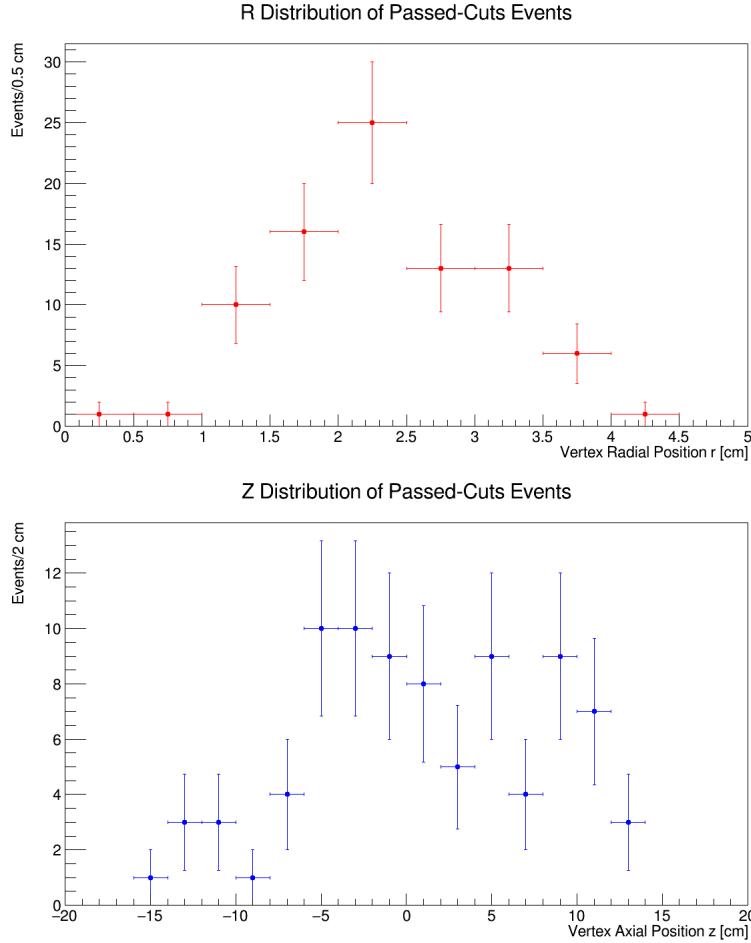 R Distribution of Passed-Cuts Events
Events/0.5 cm
30
25
20
15
10
5
0
0 0.5 1 1.5 2 2.5 3 3.5 4 4.5 5
Vertex Radial Position r [cm]
Z Distribution of Passed-Cuts Events
Events/2 cm
12
10
8
6
4
2
0
−20 −15 −10 −5 0 5 10 15 20
Vertex Axial Position z [cm]